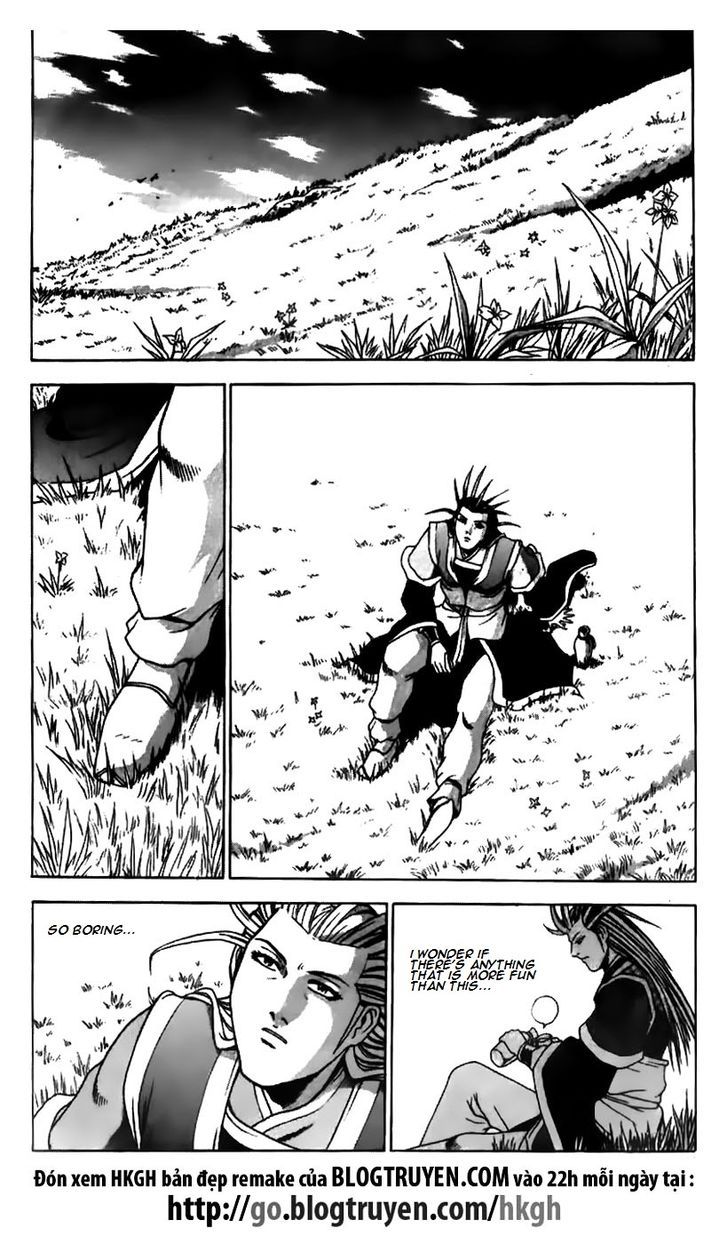 SO BORING...
I WONDER IF
THERE'S ANYTHING
THAT IS MORE FUN
THAN THIS...
Đón xem HKGH bản đẹp remake của BLOGTRUYEN.COM vào 22h mỗi ngày tại :
http://go.blogtruyen.com/hkgh